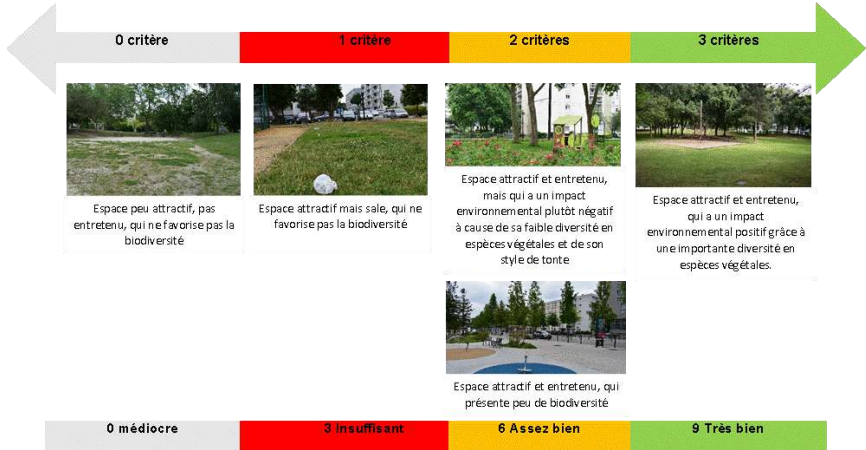 0 critère
1 critère
2 critères
3 critères
Espace peu attractif, pas
entretenu, qui ne favorise pas la
biodiversité
Espace attractif mais sale, qui ne
favorise pas la biodiversité
Espace attractif et entretenu,
mais qui a un impact
environnemental plutôt négatif
à cause de sa faible diversité en
espèces végétales et de son
style de tonte
Espace attractif et entretenu, qui
présente peu de biodiversité
Espace attractif et entretenu,
qui a un impact
environnemental positif grâce à
une importante diversité en
espèces végétales.
0 médiocre
3 Insuffisant
6 Assez bien
9 Très bien